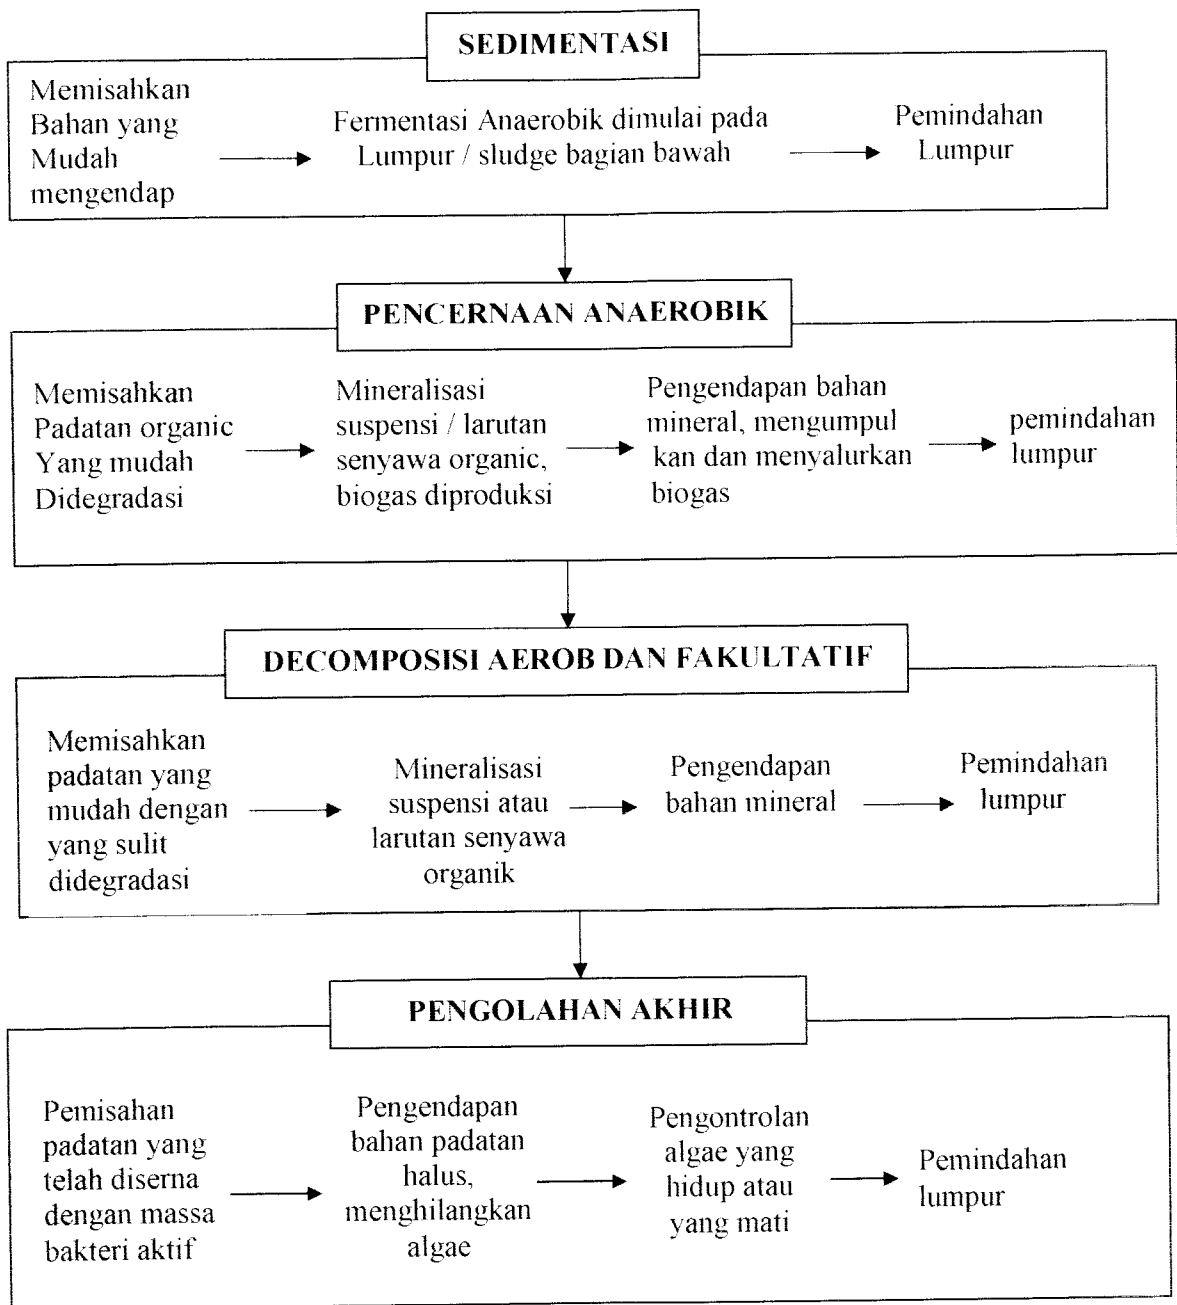 SEDIMENTASI
Memisahkan
Bahan yang
Mudah
mengendap
Fermentasi Anaerobik dimulai pada
Lumpur / sludge bagian bawah
Pemindahan
Lumpur
PENCERNAAN ANAEROBIK
Memisahkan
Padatan organic
Yang mudah
Didegradasi
Mineralisasi
suspensi / larutan
senyawa organic,
biogas diproduksi
Pengendapan bahan
mineral, mengumpul
kan dan menyalurkan
biogas
pemindahan
lumpur
DECOMPOSISI AEROB DAN FAKULTATIF
Memisahkan
padatan yang
mudah dengan
yang sulit
didegradasi
Mineralisasi
suspensi atau
larutan senyawa
organik
Pengendapan
bahan mineral
Pemindahan
lumpur
PENGOLAHAN AKHIR
Pemisahan
padatan yang
telah diserna
dengan massa
bakteri aktif
Pengendapan
bahan padatan
halus,
menghilangkan
algae
Pengontrolan
algae yang
hidup atau
yang mati
Pemindahan
lumpur